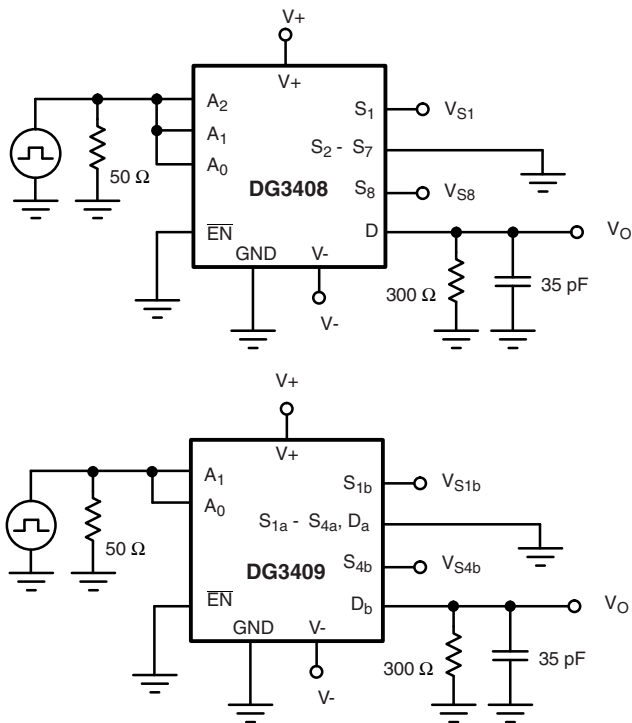 V+
V+
A2
A1
A0
50 Ω
EN
GND
V-
V-
DG3408
S1
VS1
S2 - S7
S8
VS8
D
VO
300 Ω
35 pF
V+
V+
A1
A0
50 Ω
EN
GND
V-
V-
DG3409
S1b
VS1b
S1a - S4a, Da
S4b
VS4b
Db
VO
300 Ω
35 pF